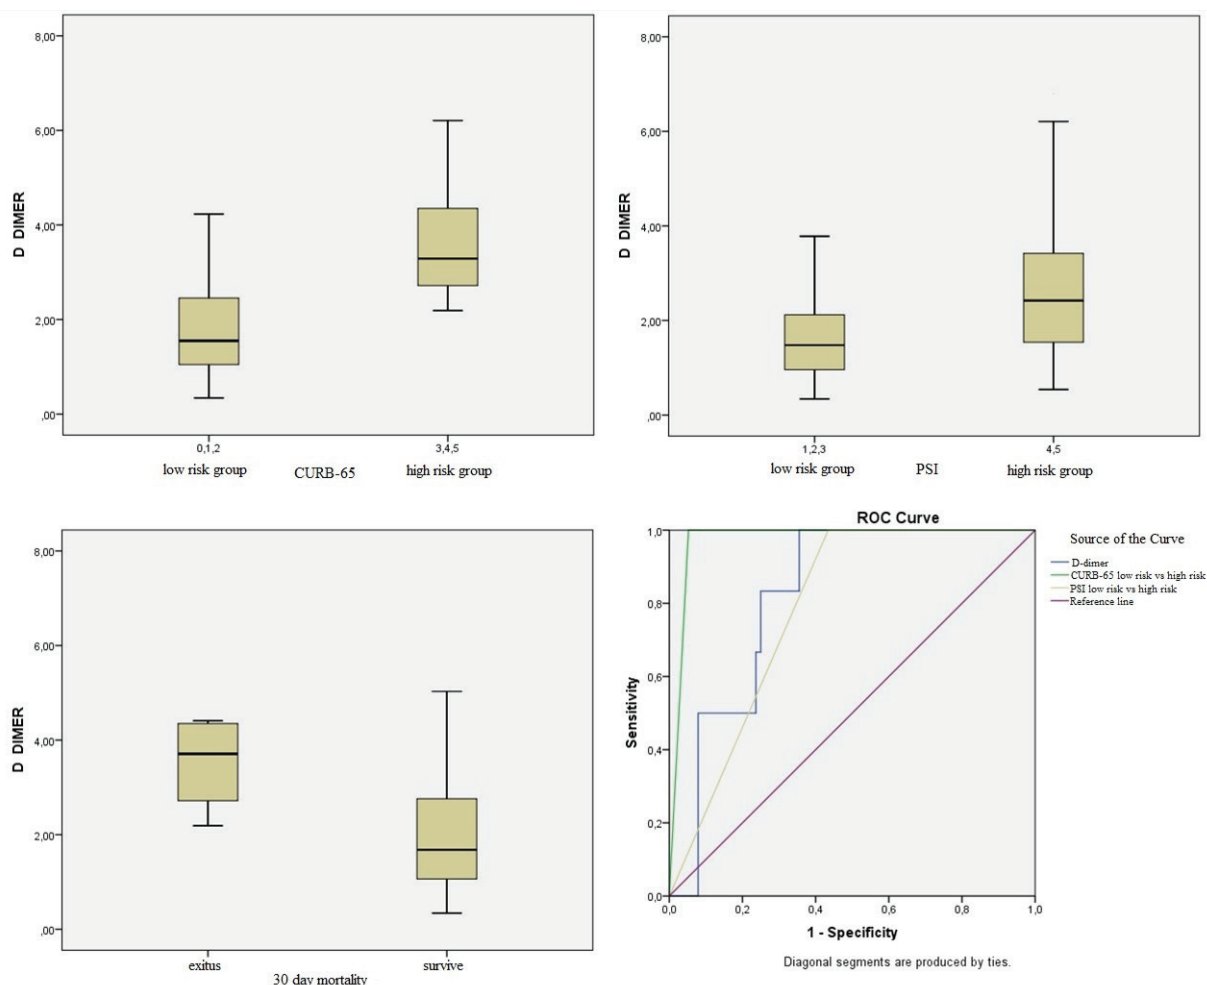 8,00
6,00
4,00
2,00
,00
D DIMER
0,1,2
3,4,5
low risk group
CURB-65
high risk group
8,00
6,00
4,00
2,00
,00
D DIMER
1,2,3
4,5
low risk group
PSI
high risk group
8,00
6,00
4,00
2,00
,00
D DIMER
exitus
survive
30 day mortality
ROC Curve
1,0
0,8
0,6
0,4
0,2
0,0
Sensitivity
0,0
0,2
0,4
0,6
0,8
1,0
1 - Specificity
Diagonal segments are produced by ties.
Source of the Curve
D-dimer
CURB-65 low risk vs high risk
PSI low risk vs high risk
Reference line